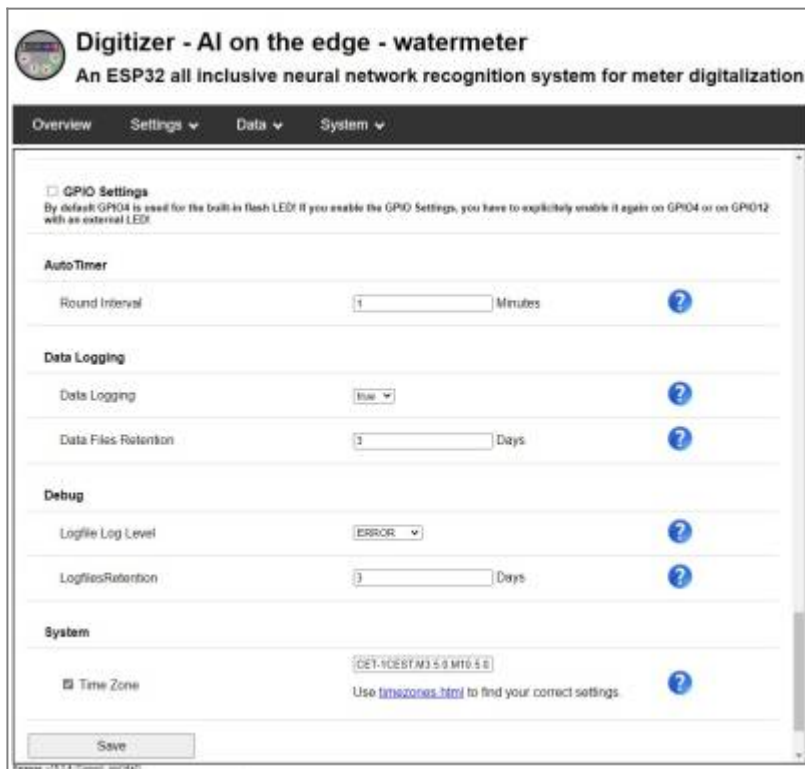 Digitizer - AI on the edge - watermeter
An ESP32 all inclusive neural network recognition system for meter digitalization
Overview Settings Data System
GPIO Settings
By default GPIO4 is used for the built-in flash LED! If you enable the GPIO Settings, you have to explicitely enable it again on GPIO4 or on GPIO12
with an external LED!
AutoTimer
Round Interval 1 Minutes ?
Data Logging
Data Logging true ?
Data Files Retention 3 Days ?
Debug
Logfile Log Level ERROR ?
LogfilesRetention 3 Days ?
System
CET-1CEST,M3.5.0,M10.5.0
Time Zone ?
Use timezones.html to find your correct settings
Save